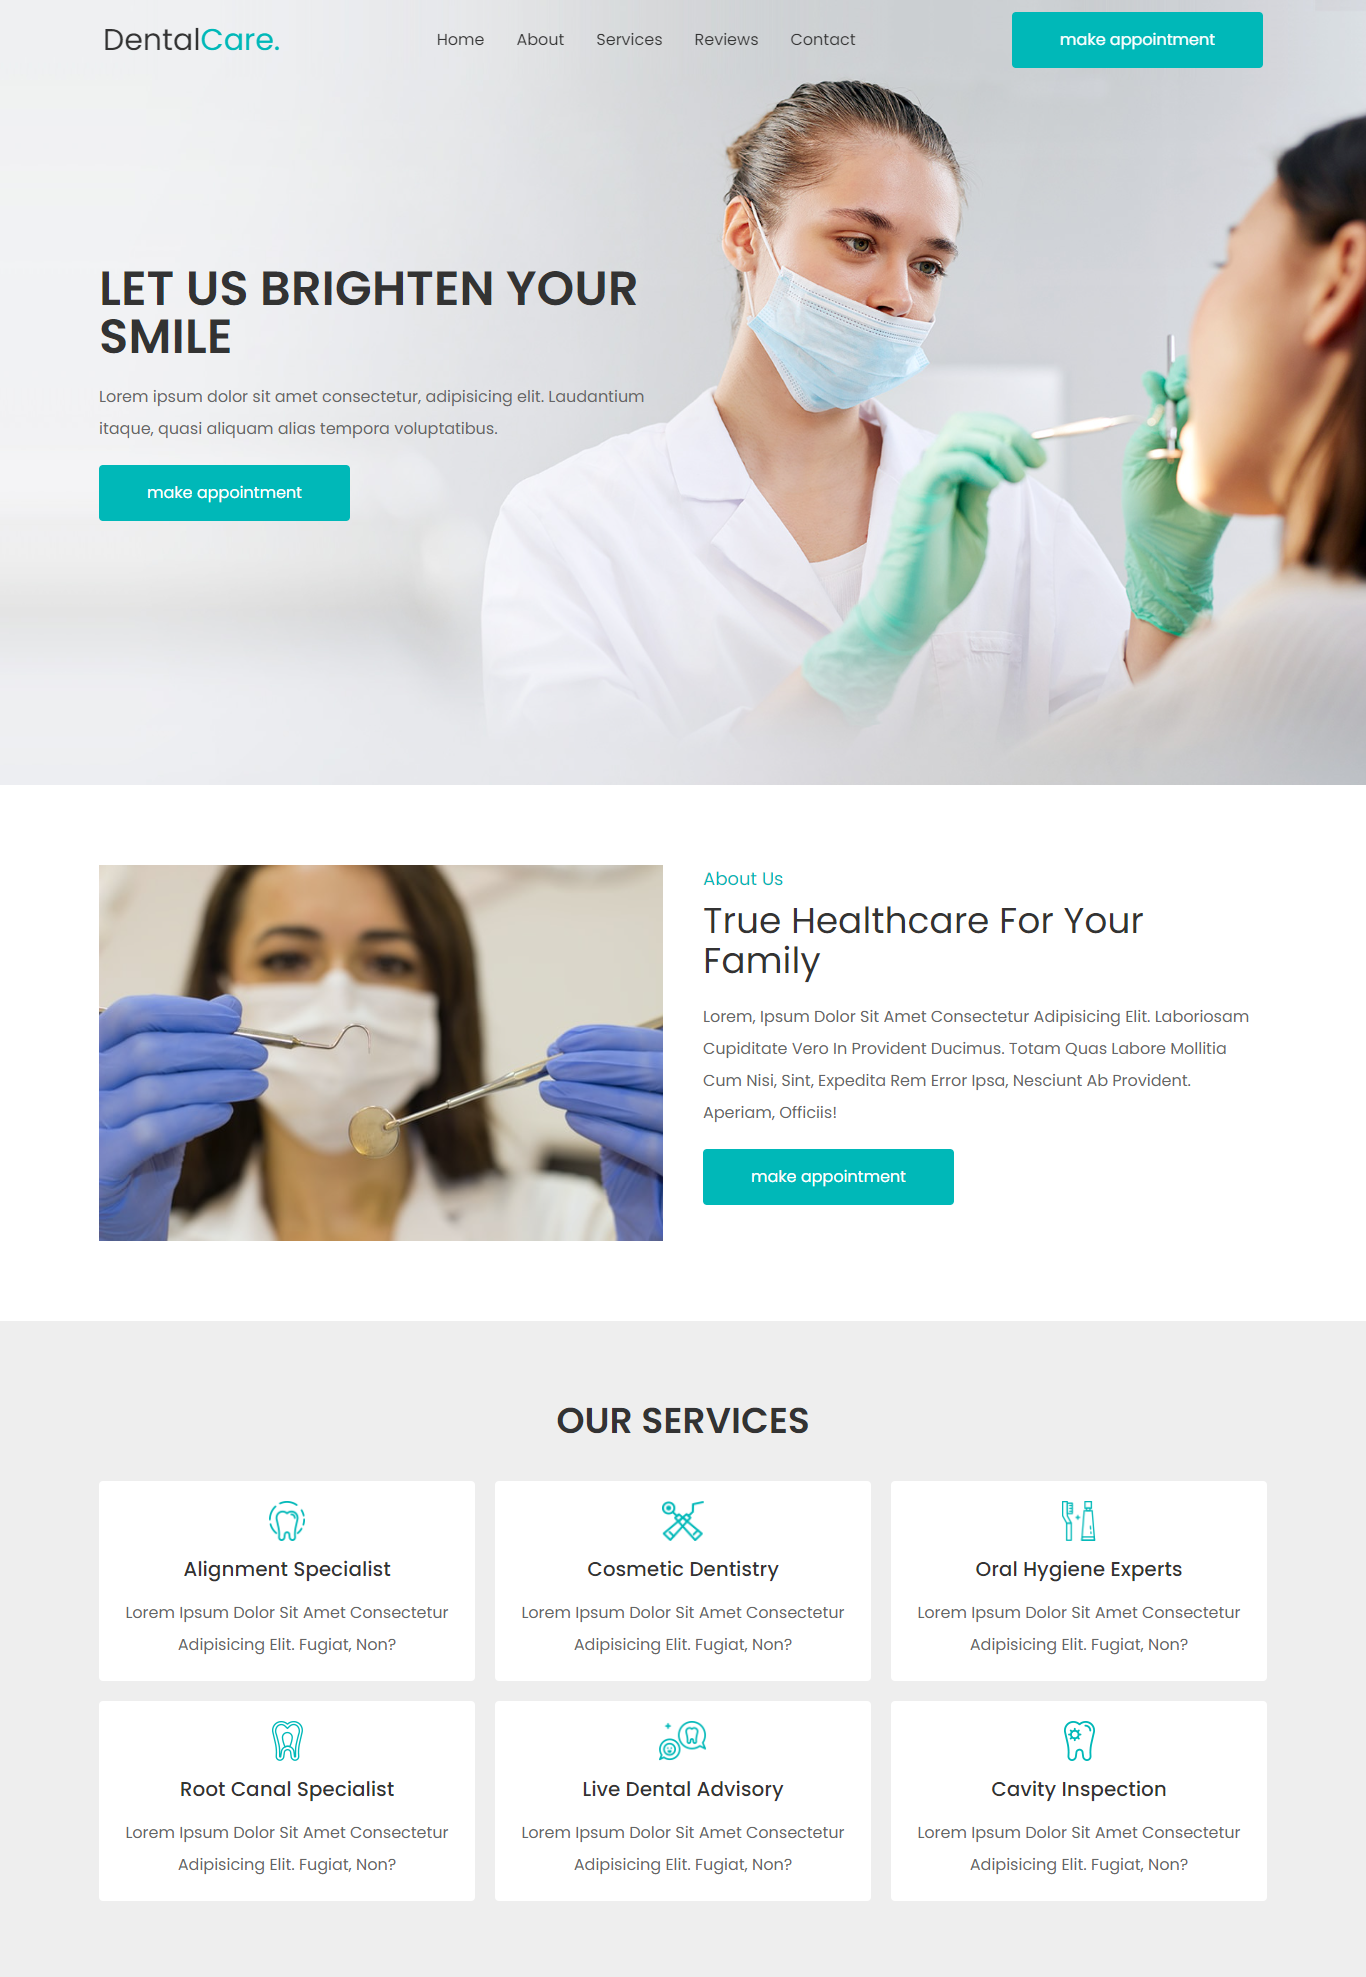 DentalCare.
Home About Services Reviews Contact
make appointment
LET US BRIGHTEN YOUR
SMILE
Lorem ipsum dolor sit amet consectetur, adipisicing elit. Laudantium
itaque, quasi aliquam alias tempora voluptatibus.
make appointment
About Us
True Healthcare For Your
Family
Lorem, Ipsum Dolor Sit Amet Consectetur Adipisicing Elit. Laboriosam
Cupiditate Vero In Provident Ducimus. Totam Quas Labore Mollitia
Cum Nisi, Sint, Expedita Rem Error Ipsa, Nesciunt Ab Provident.
Aperiam, Officiis!
make appointment
OUR SERVICES
Alignment Specialist
Lorem Ipsum Dolor Sit Amet Consectetur
Adipisicing Elit. Fugiat, Non?
Cosmetic Dentistry
Lorem Ipsum Dolor Sit Amet Consectetur
Adipisicing Elit. Fugiat, Non?
Oral Hygiene Experts
Lorem Ipsum Dolor Sit Amet Consectetur
Adipisicing Elit. Fugiat, Non?
Root Canal Specialist
Lorem Ipsum Dolor Sit Amet Consectetur
Adipisicing Elit. Fugiat, Non?
Live Dental Advisory
Lorem Ipsum Dolor Sit Amet Consectetur
Adipisicing Elit. Fugiat, Non?
Cavity Inspection
Lorem Ipsum Dolor Sit Amet Consectetur
Adipisicing Elit. Fugiat, Non?